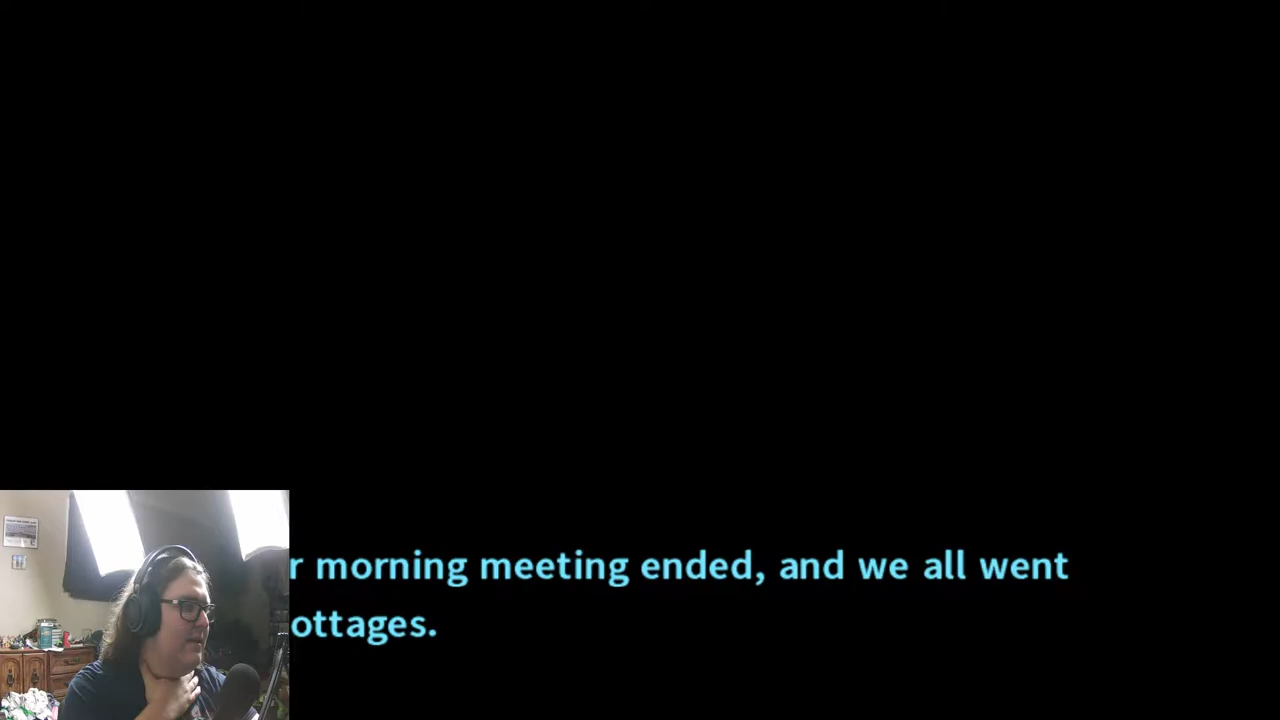 r morning meeting ended, and we all went
ottages.